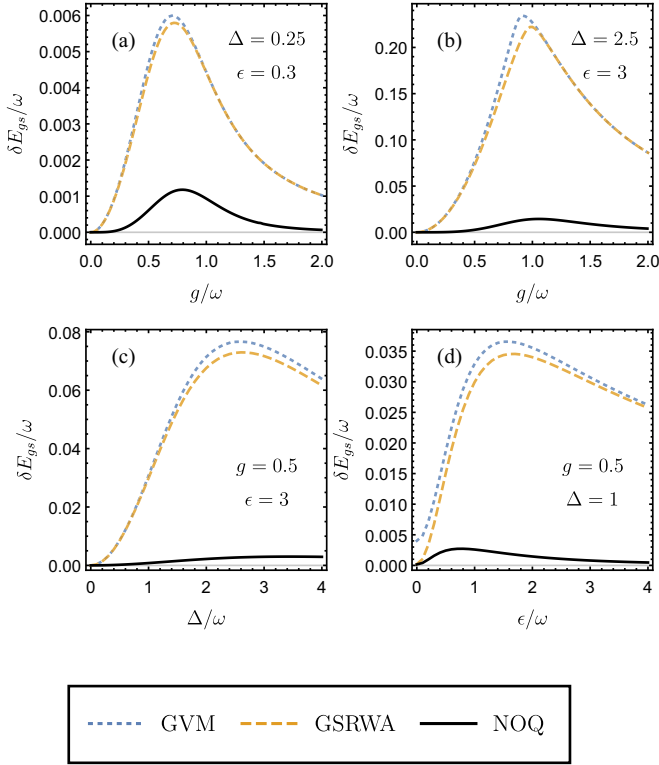 (a)
Δ = 0.25
ϵ = 0.3
δE_gs/ω
0.006
0.005
0.004
0.003
0.002
0.001
0.000
0.0 0.5 1.0 1.5 2.0
g/ω
(b)
Δ = 2.5
ϵ = 3
δE_gs/ω
0.20
0.15
0.10
0.05
0.00
0.0 0.5 1.0 1.5 2.0
g/ω
(c)
g = 0.5
ϵ = 3
δE_gs/ω
0.08
0.06
0.04
0.02
0.00
0 1 2 3 4
Δ/ω
(d)
g = 0.5
Δ = 1
δE_gs/ω
0.035
0.030
0.025
0.020
0.015
0.010
0.005
0.000
0 1 2 3 4
ϵ/ω
GVM GSRWA NOQ